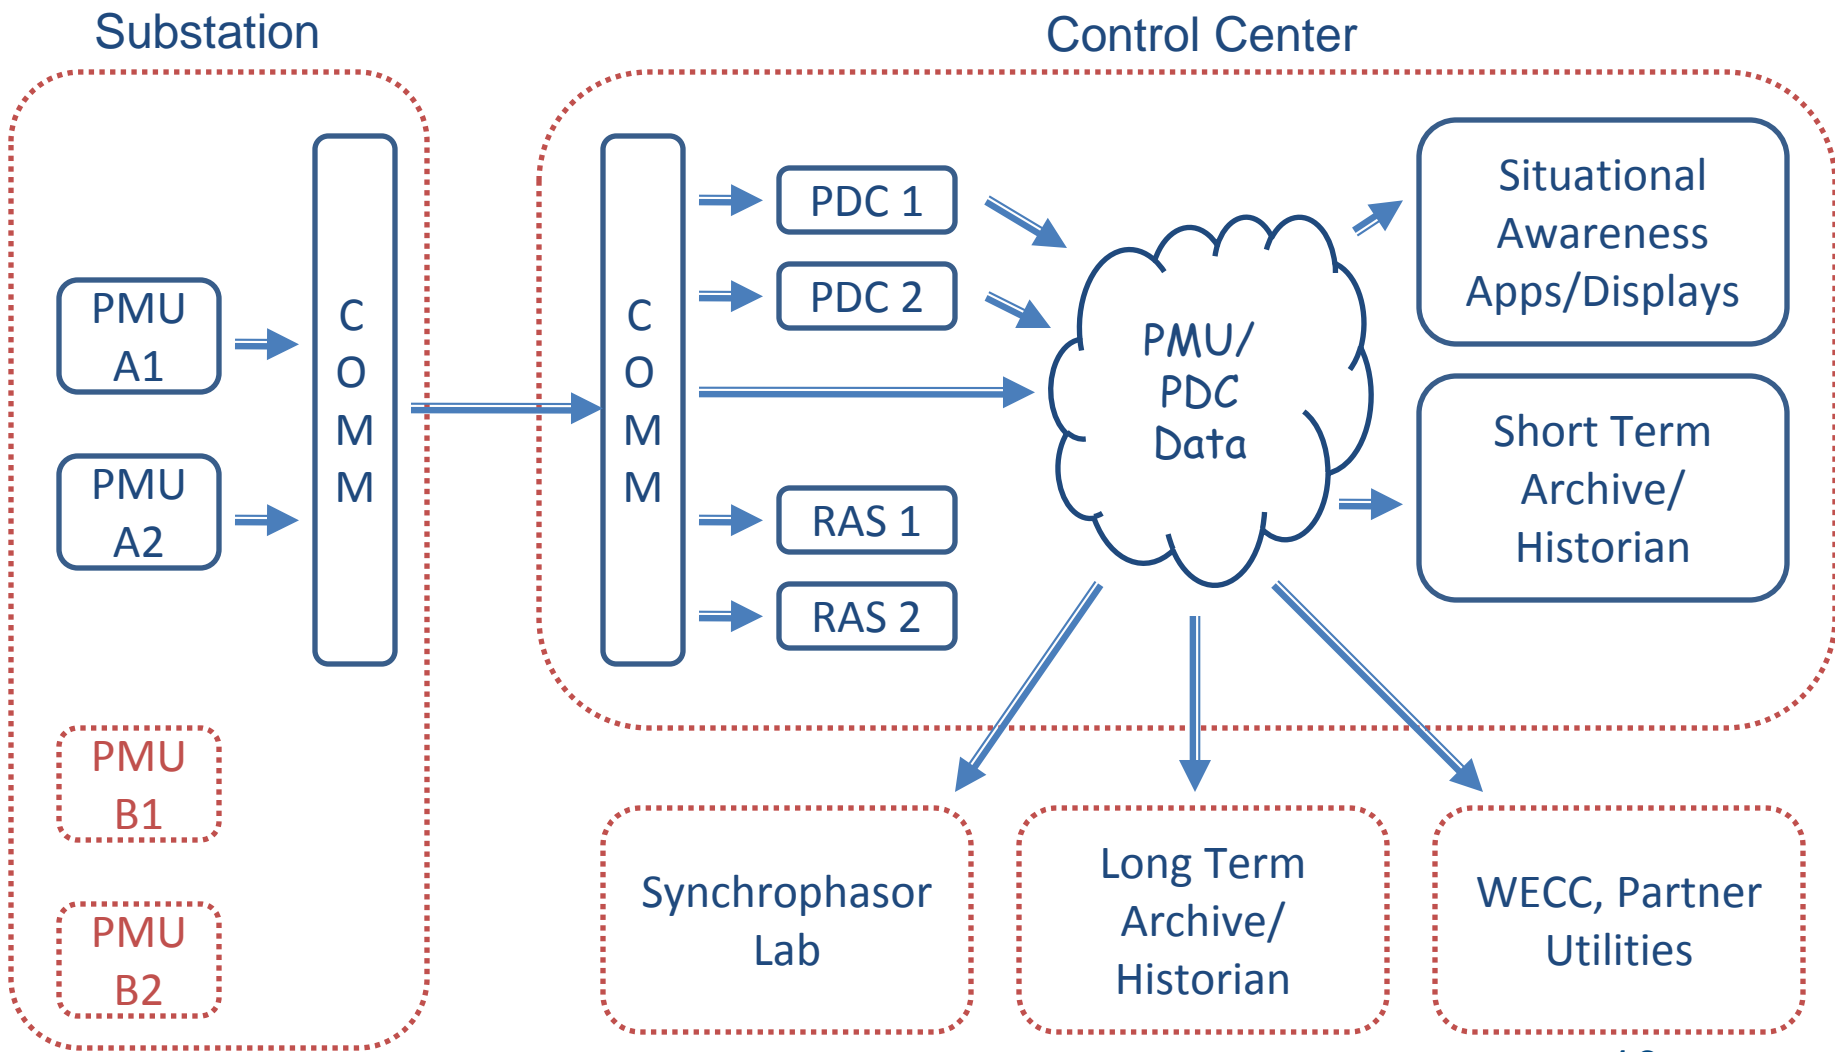 Substation
Control Center
PMU
A1
PMU
A2
PMU
B1
PMU
B2
C
O
M
M
C
O
M
M
PDC 1
PDC 2
RAS 1
RAS 2
PMU/
PDC
Data
Situational
Awareness
Apps/Displays
Short Term
Archive/
Historian
Synchrophasor
Lab
Long Term
Archive/
Historian
WECC, Partner
Utilities